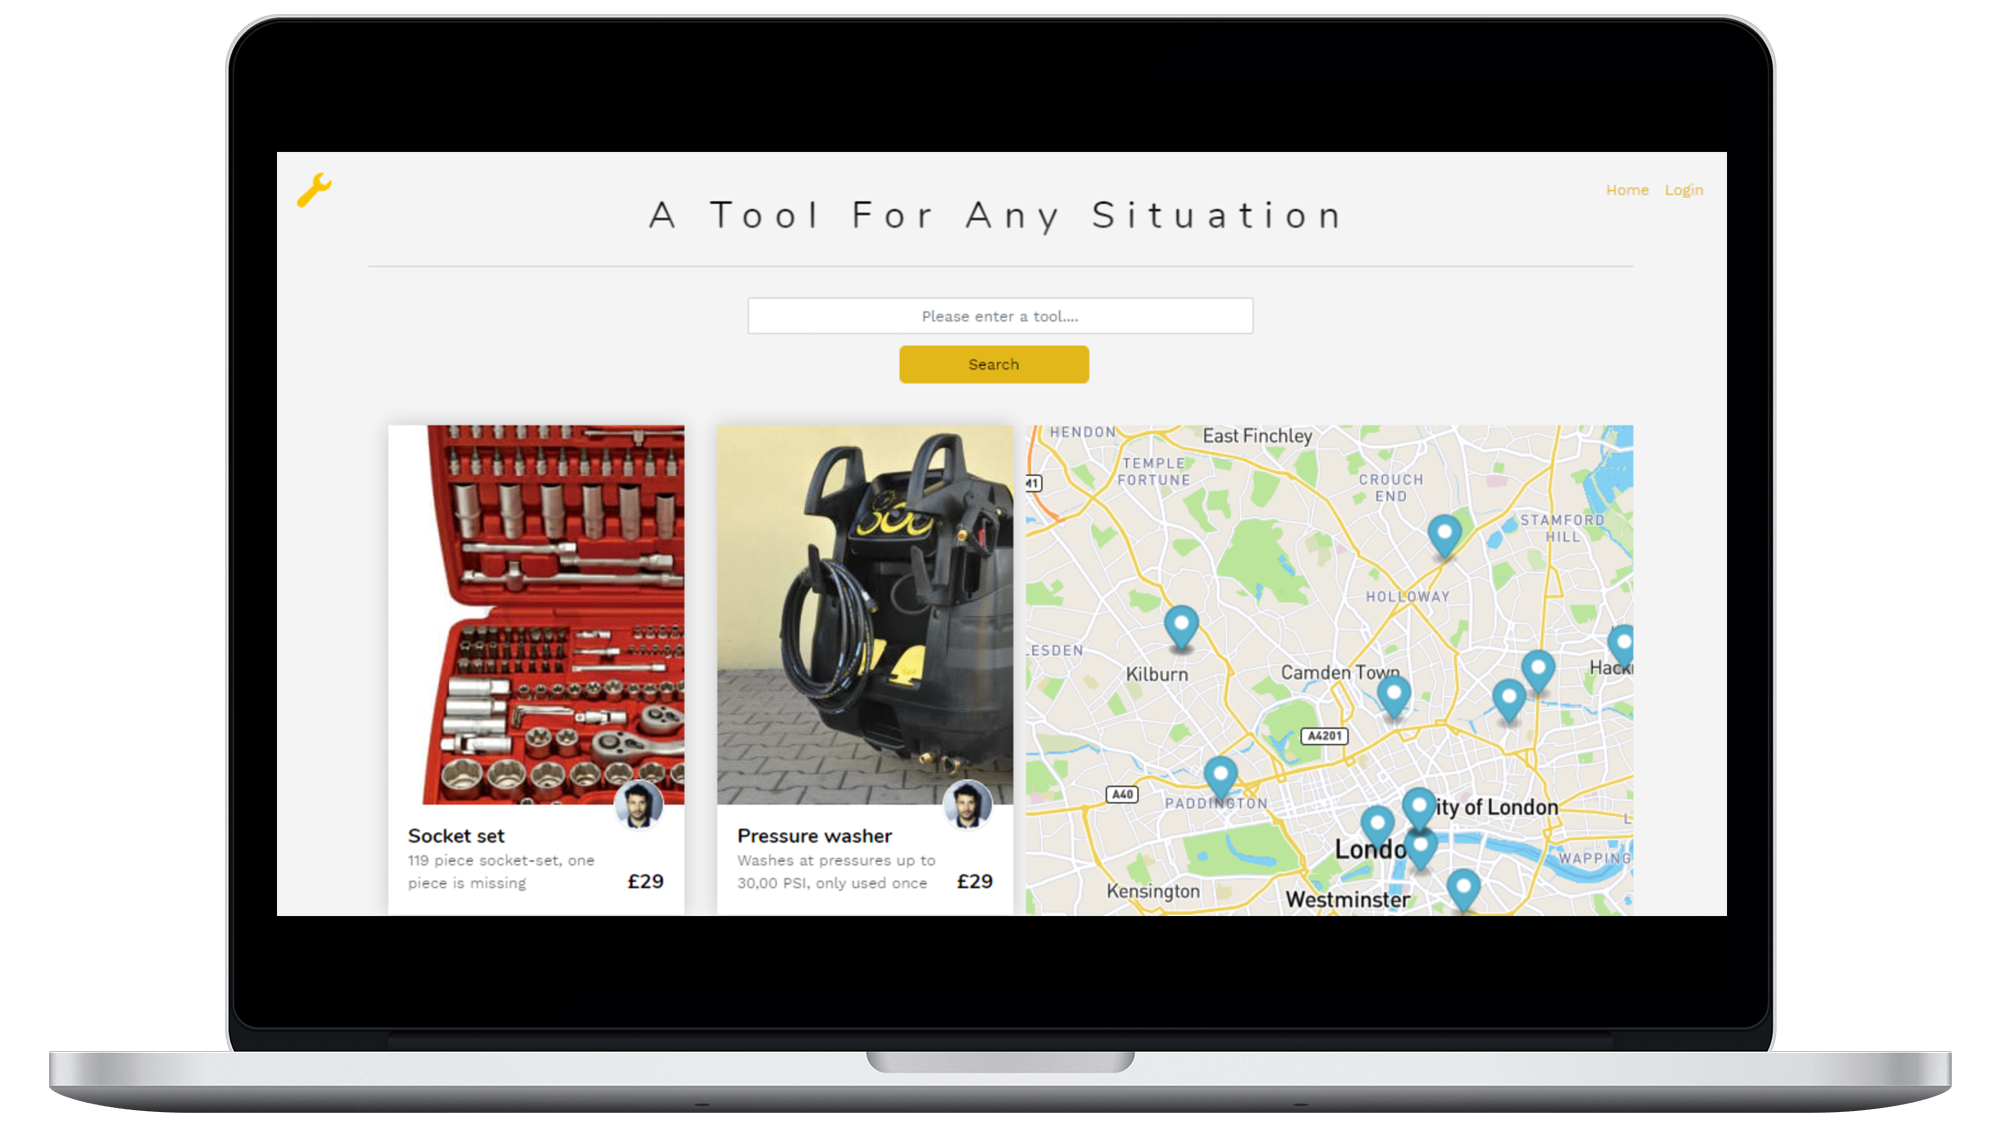 Home Login
A Tool For Any Situation
Please enter a tool....
Search
Socket set
119 piece socket-set, one
piece is missing
£29
Pressure washer
Washes at pressures up to
30,00 PSI, only used once
£29
HENDON
East Finchley
TEMPLE
FORTUNE
CROUCH
END
M1
STAMFORD
HILL
HOLLOWAY
LESDEN
Kilburn
Camden Town
Hack
A4201
A40
PADDINGTON
ity of London
Londo
WAPPING
Kensington
Westminster